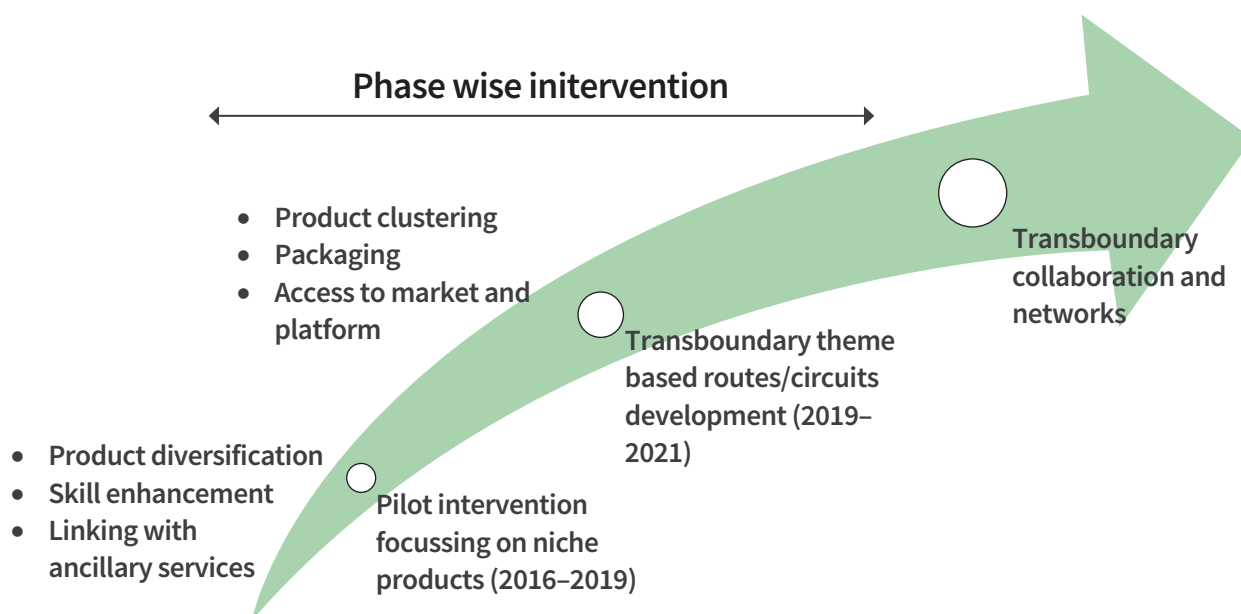 Phase wise initervention
• Product clustering
• Packaging
• Access to market and
platform
Transboundary
collaboration and
networks
Transboundary theme
based routes/circuits
development (2019–
2021)
• Product diversification
• Skill enhancement
• Linking with
ancillary services
Pilot intervention
focussing on niche
products (2016–2019)